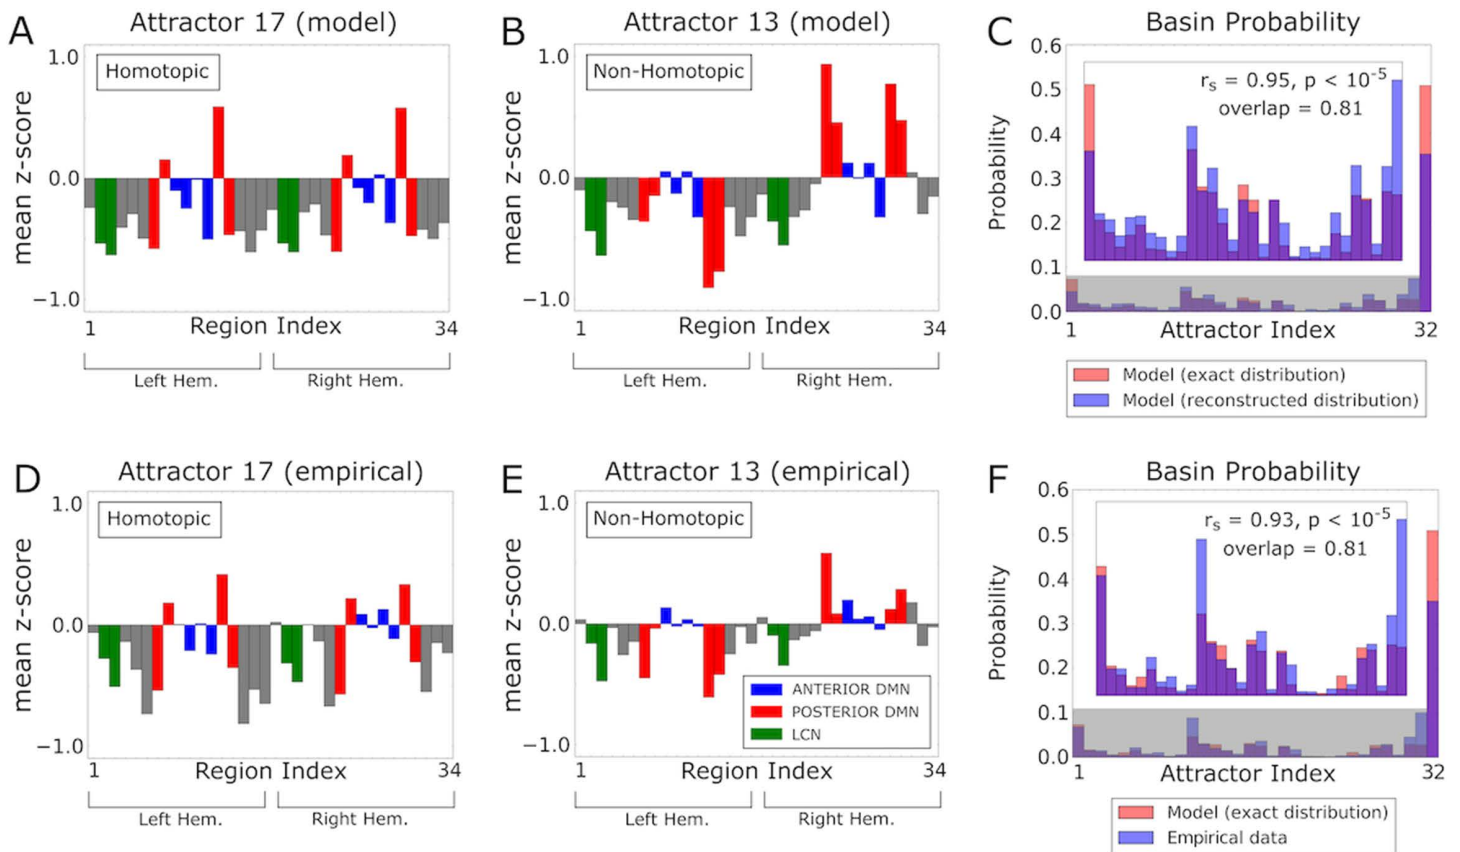 A
Attractor 17 (model)
1.0
0.0
−1.0
mean z-score
Homotopic
1
Region Index
34
Left Hem.
Right Hem.
B
Attractor 13 (model)
1.0
0.0
−1.0
mean z-score
Non-Homotopic
1
Region Index
34
Left Hem.
Right Hem.
C
Basin Probability
0.6
0.5
0.4
0.3
0.2
0.1
0.0
Probability
rs = 0.95, p < 10-5
overlap = 0.81
1
Attractor Index
32
Model (exact distribution)
Model (reconstructed distribution)
D
Attractor 17 (empirical)
1.0
0.0
−1.0
mean z-score
Homotopic
1
Region Index
34
Left Hem.
Right Hem.
E
Attractor 13 (empirical)
1.0
0.0
−1.0
mean z-score
Non-Homotopic
ANTERIOR DMN
POSTERIOR DMN
LCN
1
Region Index
34
Left Hem.
Right Hem.
F
Basin Probability
0.6
0.5
0.4
0.3
0.2
0.1
0.0
Probability
rs = 0.93, p < 10-5
overlap = 0.81
1
Attractor Index
32
Model (exact distribution)
Empirical data